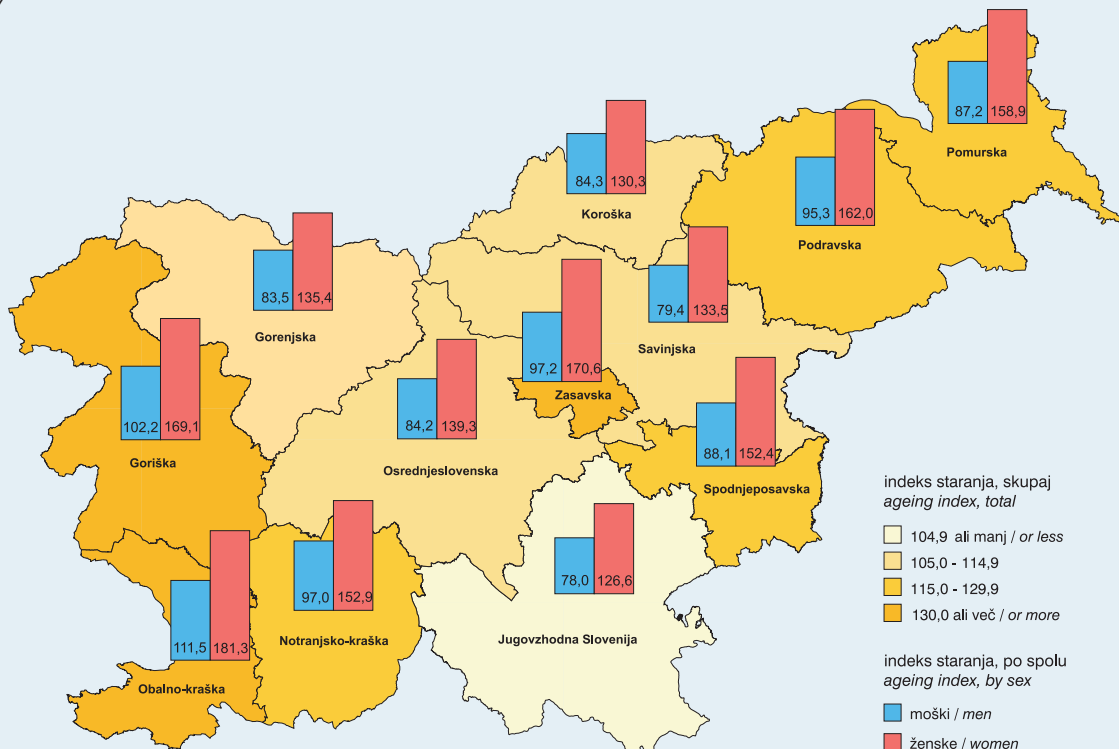 87,2 158,9
Pomurska
84,3 130,3
Koroška
95,3 162,0
Podravska
83,5 135,4
Gorenjska
79,4 133,5
Savinjska
97,2 170,6
Zasavska
102,2 169,1
Goriška
84,2 139,3
Osrednjeslovenska
88,1 152,4
Spodnjeposavska
78,0 126,6
Jugovzhodna Slovenija
97,0 152,9
Notranjsko-kraška
111,5 181,3
Obalno-kraška
indeks staranja, skupaj
ageing index, total
104,9 ali manj / or less
105,0 - 114,9
115,0 - 129,9
130,0 ali več / or more
indeks staranja, po spolu
ageing index, by sex
moški / men
ženske / women